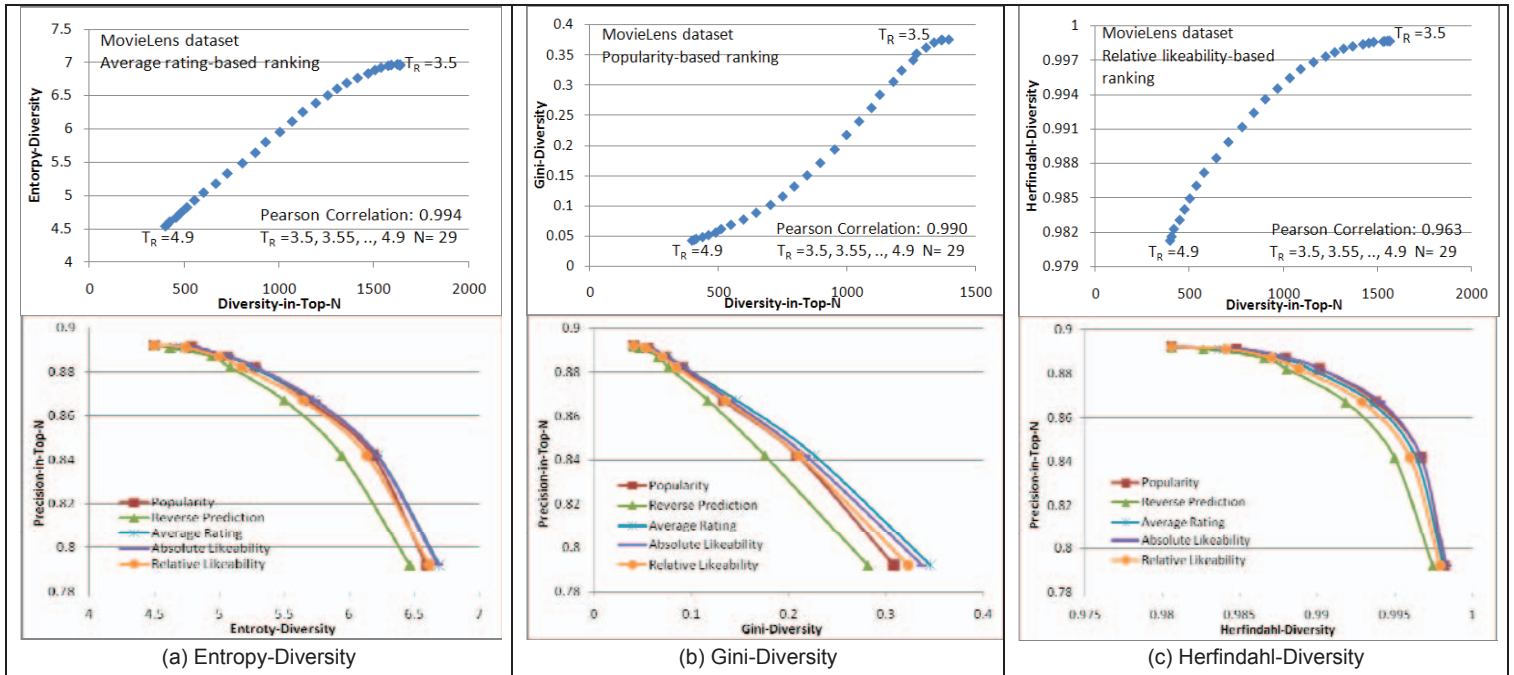 7.5
7
6.5
6
5.5
5
4.5
4
Entorpy-Diversity
MovieLens dataset
Average rating-based ranking
T_R =3.5
T_R =4.9
Pearson Correlation: 0.994
T_R =3.5, 3.55, .., 4.9 N= 29
0 500 1000 1500 2000
Diversity-in-Top-N
0.4
0.35
0.3
0.25
0.2
0.15
0.1
0.05
0
Gini-Diversity
MovieLens dataset
Popularity-based ranking
T_R =3.5
T_R =4.9
Pearson Correlation: 0.990
T_R =3.5, 3.55, .., 4.9 N= 29
0 500 1000 1500
Diversity-in-Top-N
1
0.997
0.994
0.991
0.988
0.985
0.982
0.979
Herfindahl-Diversity
MovieLens dataset
Relative likeability-based
ranking
T_R =3.5
T_R =4.9
Pearson Correlation: 0.963
T_R =3.5, 3.55, .., 4.9 N= 29
0 500 1000 1500 2000
Diversity-in-Top-N
0.9
0.88
0.86
0.84
0.82
0.8
0.78
Precision-in-Top-N
Popularity
Reverse Prediction
Average Rating
Absolute Likeability
Relative Likeability
4 4.5 5 5.5 6 6.5 7
Entroty-Diversity
(a) Entropy-Diversity
0.9
0.88
0.86
0.84
0.82
0.8
0.78
Precision-in-Top-N
Popularity
Reverse Prediction
Average Rating
Absolute Likeability
Relative Likeability
0 0.1 0.2 0.3 0.4
Gini-Diversity
(b) Gini-Diversity
0.9
0.88
0.86
0.84
0.82
0.8
0.78
Precision-in-Top-N
Popularity
Reverse Prediction
Average Rating
Absolute Likeability
Relative Likeability
0.975 0.98 0.985 0.99 0.995 1
Herfindahl-Diversity
(c) Herfindahl-Diversity